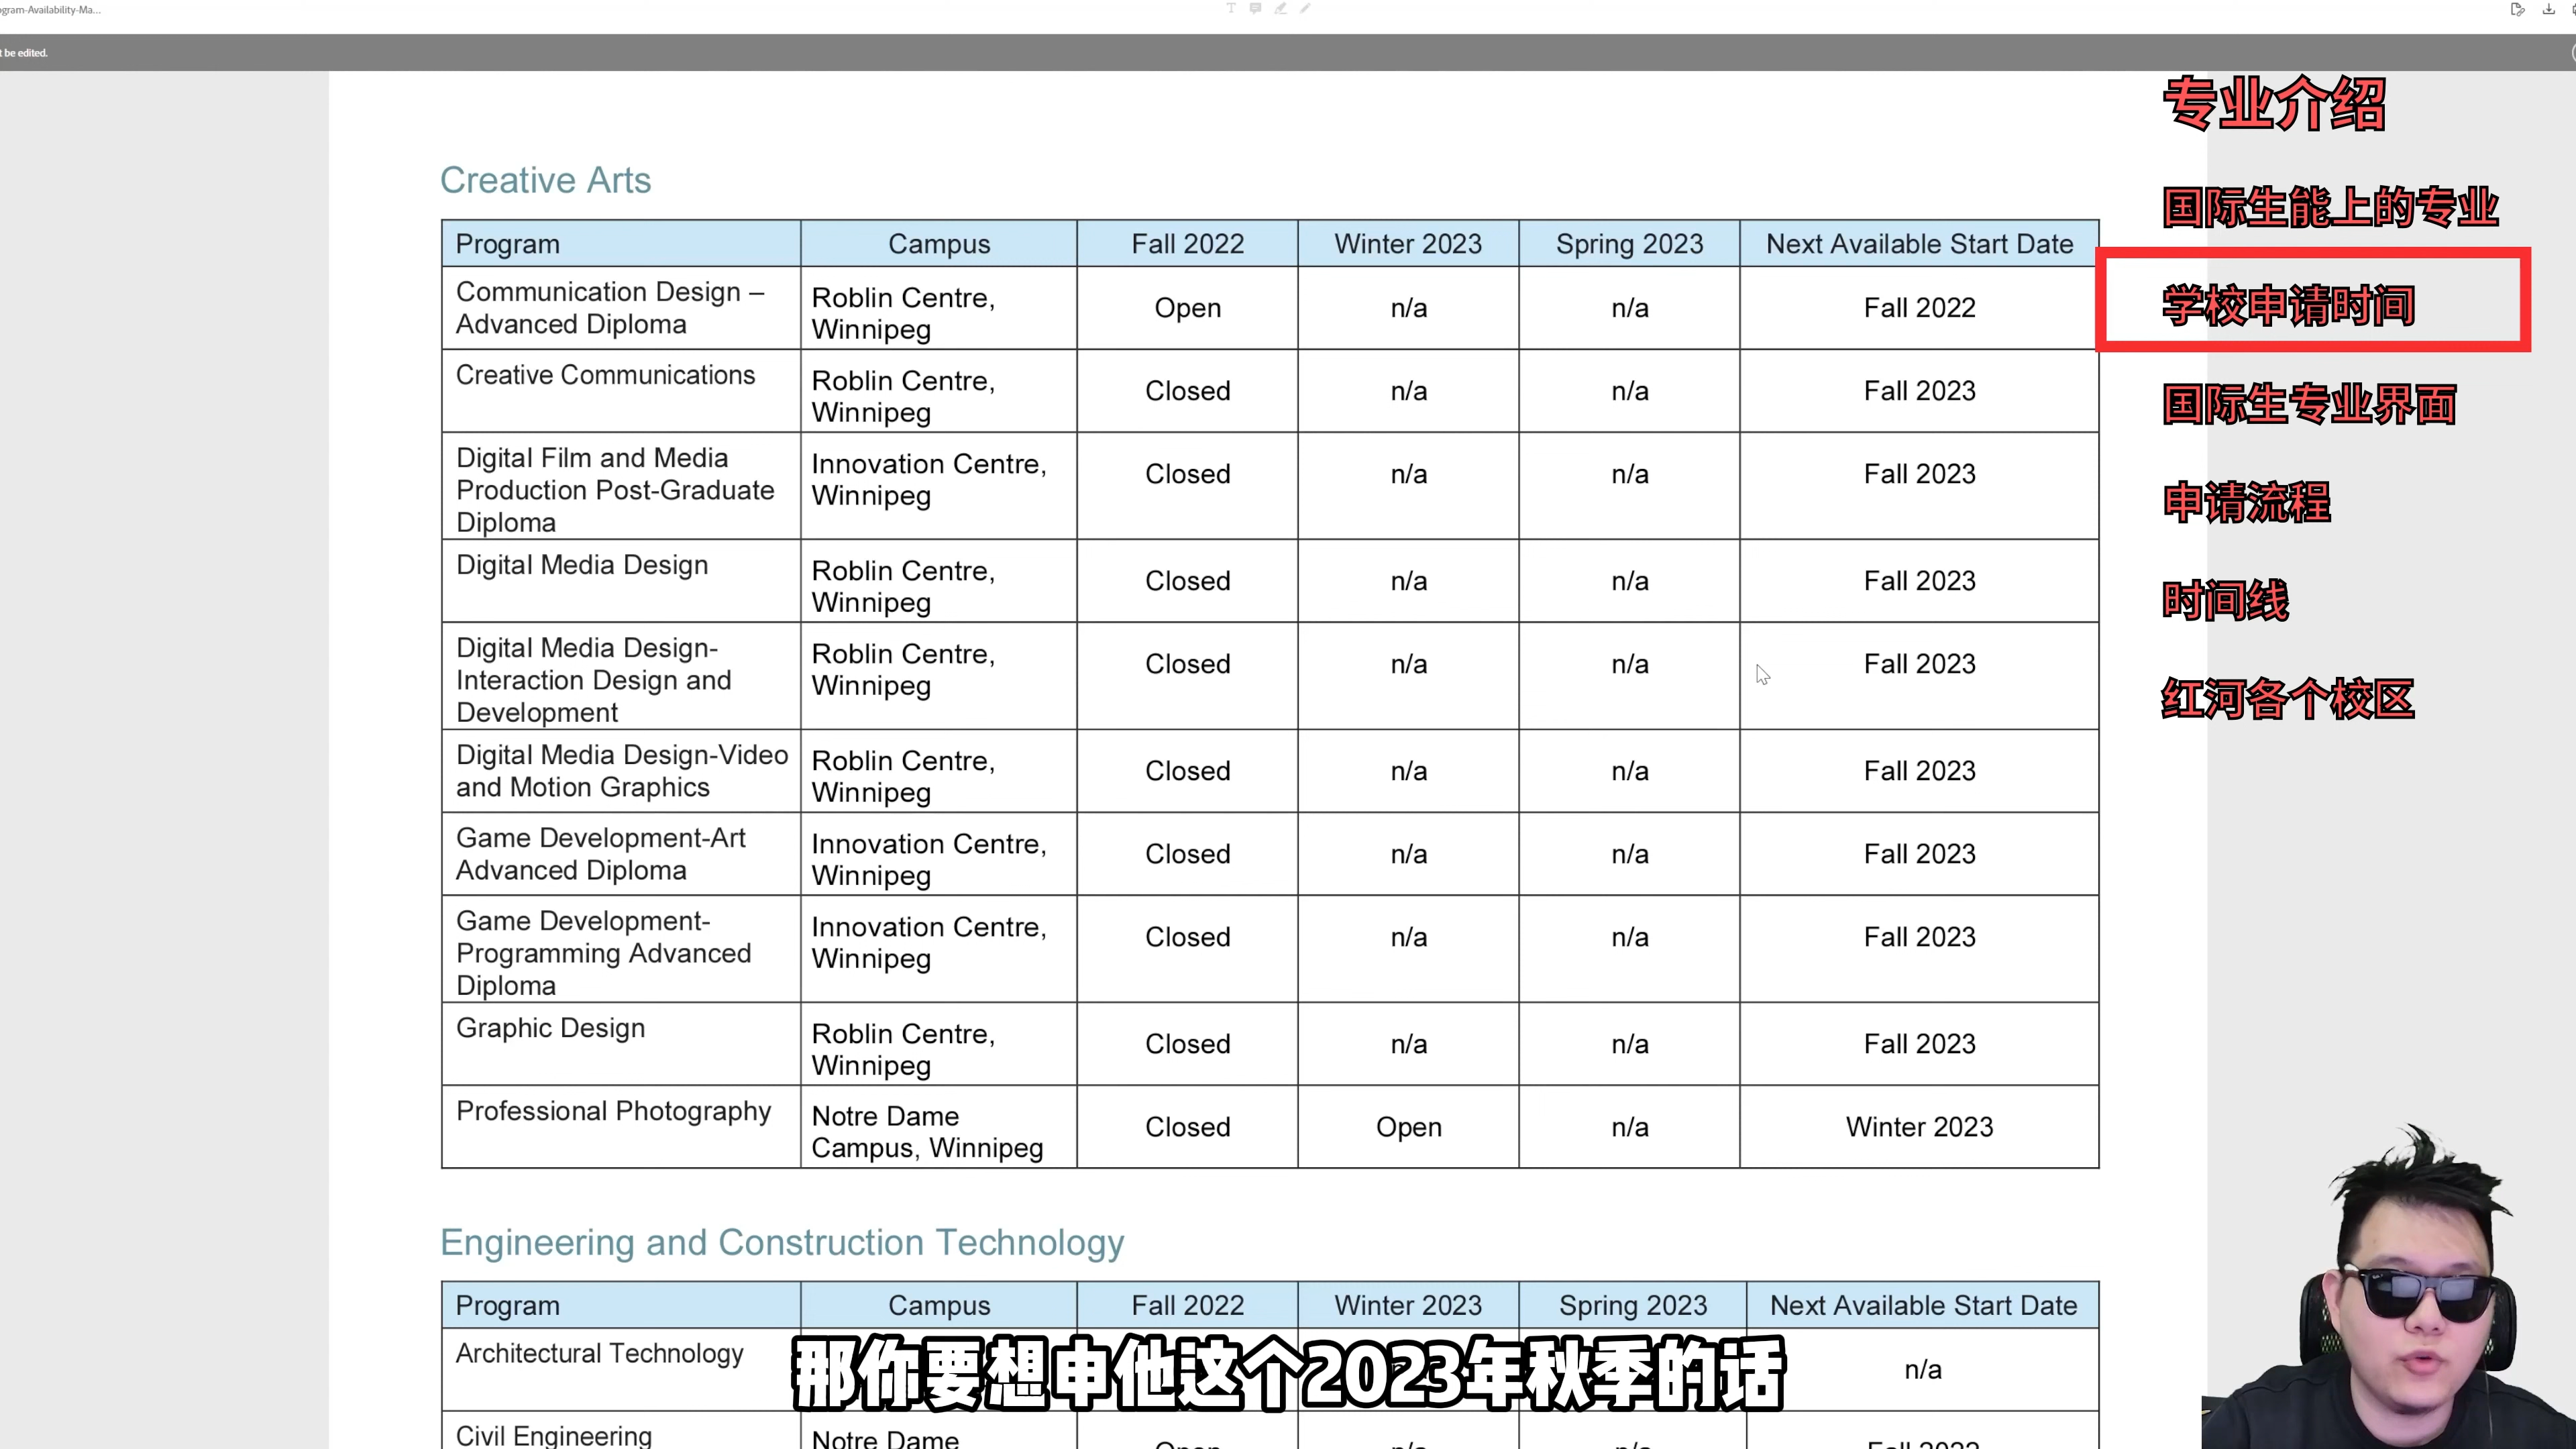 ogram-Availability-Ma...
t be edited.
专业介绍
国际生能上的专业
学校申请时间
国际生专业界面
申请流程
时间线
红河各个校区
Creative Arts
Program Campus Fall 2022 Winter 2023 Spring 2023 Next Available Start Date
Communication Design –
Advanced Diploma
Roblin Centre,
Winnipeg
Open n/a n/a Fall 2022
Creative Communications
Roblin Centre,
Winnipeg
Closed n/a n/a Fall 2023
Digital Film and Media
Production Post-Graduate
Diploma
Innovation Centre,
Winnipeg
Closed n/a n/a Fall 2023
Digital Media Design
Roblin Centre,
Winnipeg
Closed n/a n/a Fall 2023
Digital Media Design-
Interaction Design and
Development
Roblin Centre,
Winnipeg
Closed n/a n/a Fall 2023
Digital Media Design-Video
and Motion Graphics
Roblin Centre,
Winnipeg
Closed n/a n/a Fall 2023
Game Development-Art
Advanced Diploma
Innovation Centre,
Winnipeg
Closed n/a n/a Fall 2023
Game Development-
Programming Advanced
Diploma
Innovation Centre,
Winnipeg
Closed n/a n/a Fall 2023
Graphic Design
Roblin Centre,
Winnipeg
Closed n/a n/a Fall 2023
Professional Photography
Notre Dame
Campus, Winnipeg
Closed Open n/a Winter 2023
Engineering and Construction Technology
Program Campus Fall 2022 Winter 2023 Spring 2023 Next Available Start Date
Architectural Technology
n/a
那你要想申他这个2023年秋季的话
Civil Engineering
Notre Dame
Open n/a n/a